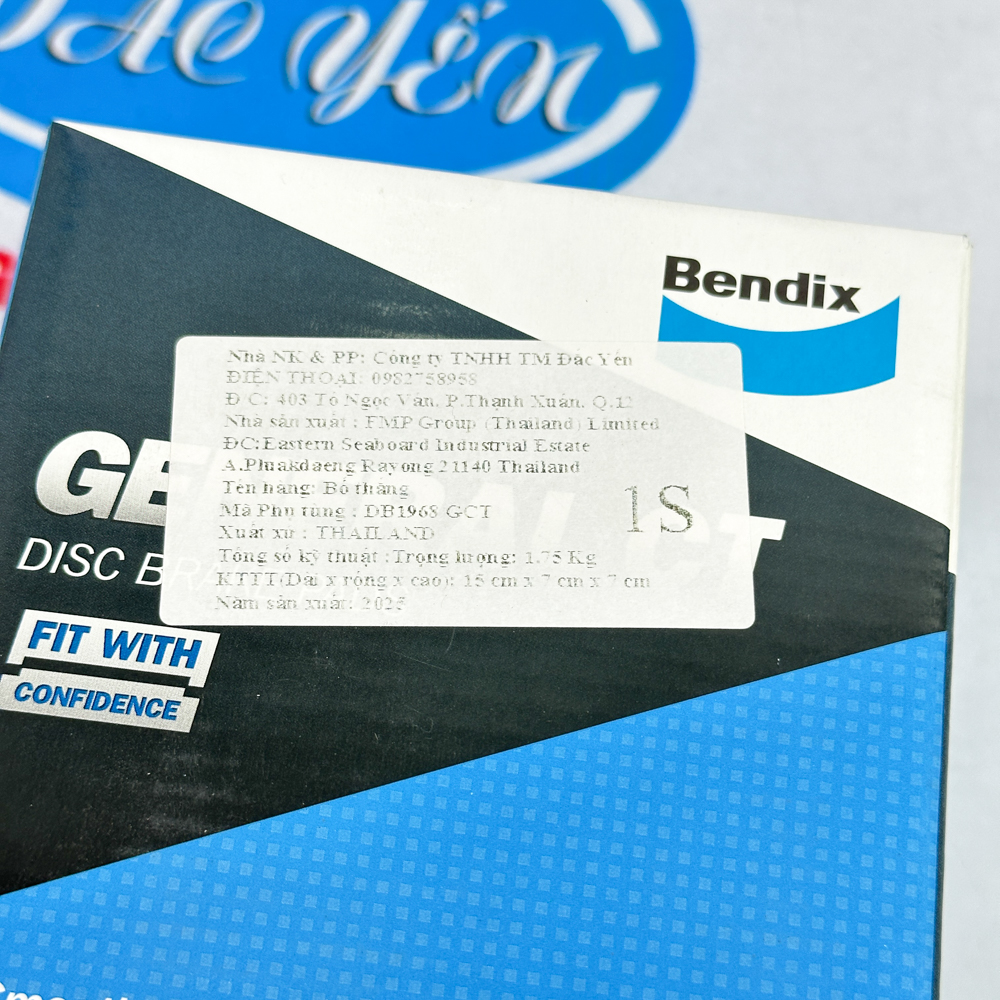 ĐẮC YẾN
Bendix
Nhà NK & PP: Công ty TNHH TM Đắc Yến
ĐIỆN THOẠI: 0982758958
Đ C: 403 Tô Ngọc Vân, P.Thạnh Xuân, Q.12
Nhà sản xuất : FMP Group (Thailand) Limited
ĐC:Eastern Seaboard Industrial Estate
A.Pluakdaeng Rayong 21140 Thailand
Tên hàng: Bố thắng
Mã Phụ tùng : DB1968 GCT
Xuất xứ : THAILAND
Tổng số kỹ thuật :Trọng lượng: 1.75 Kg
KTTT(Dài x rộng x cao): 15 cm x 7 cm x 7 cm
Năm sản xuất: 2025
1S
DISC
FIT WITH
CONFIDENCE